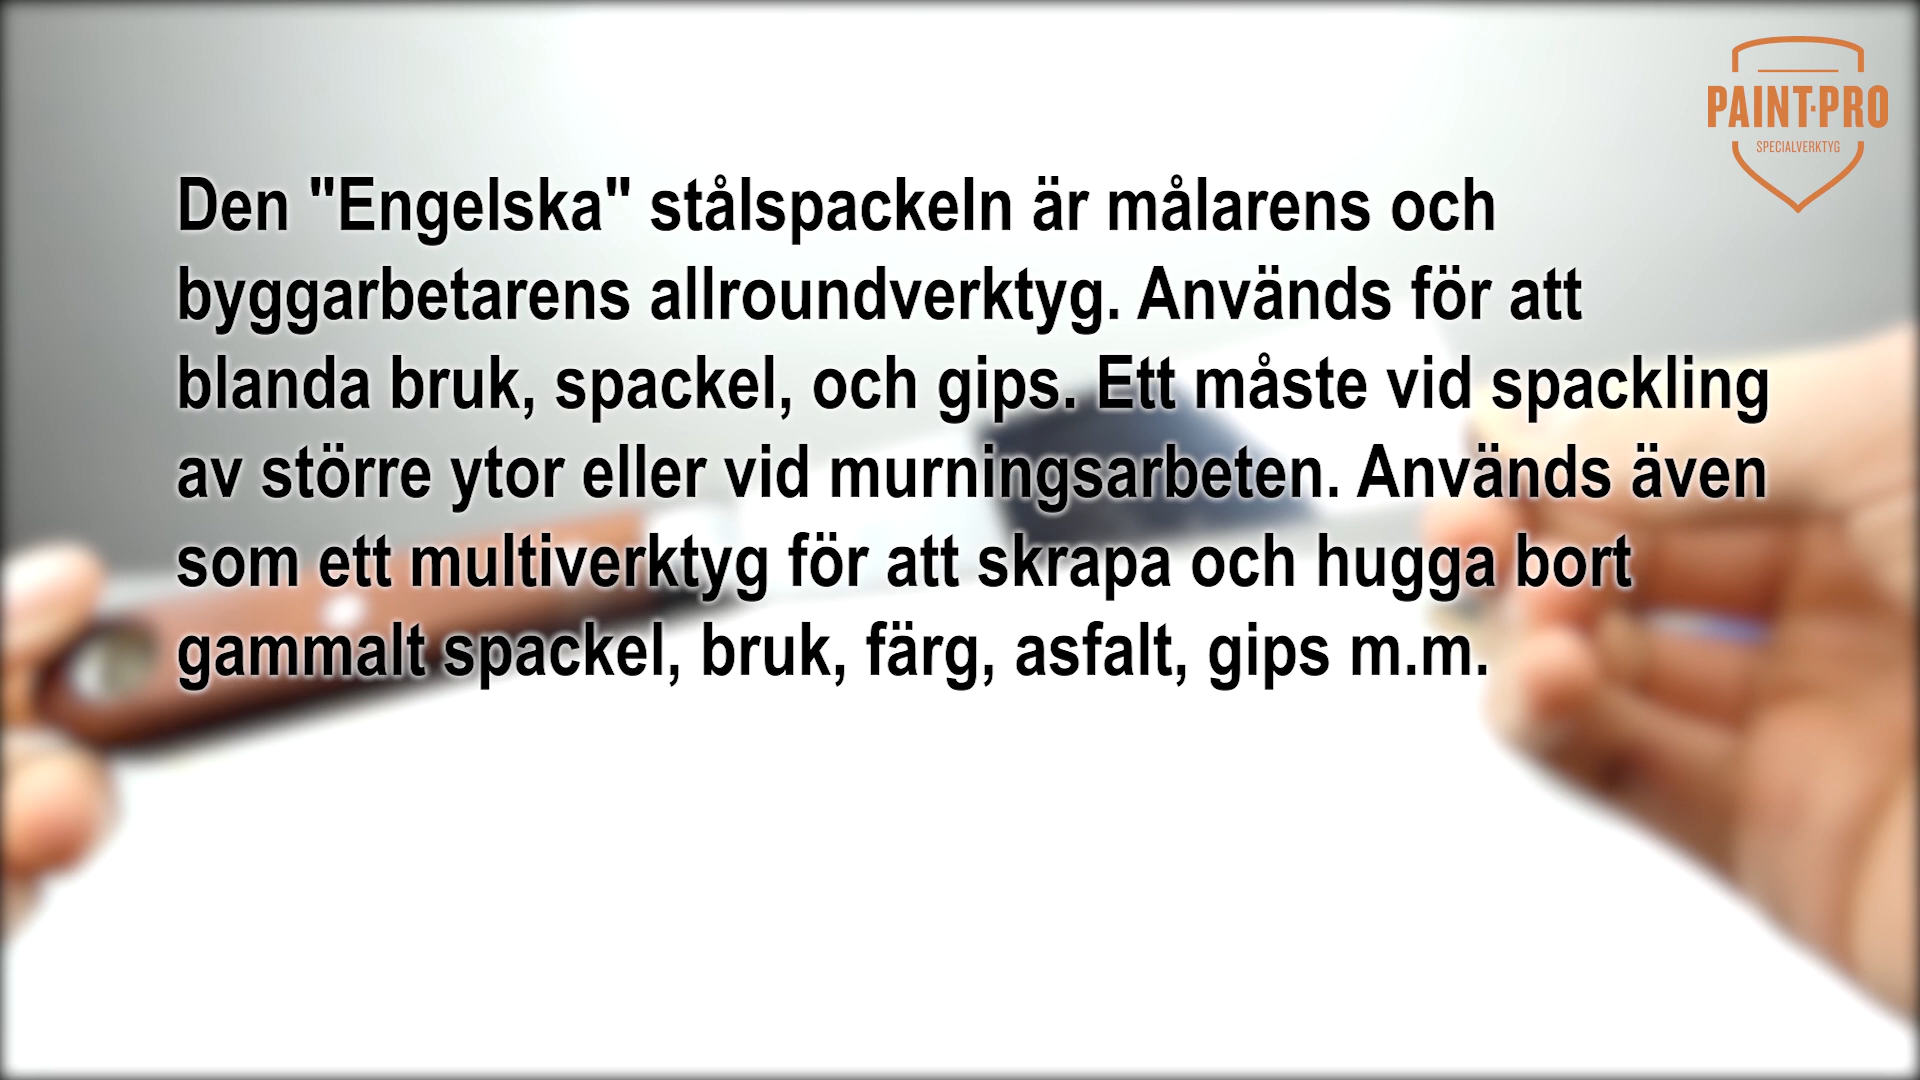 PAINT·PRO
SPECIALVERKTYG
Den "Engelska" stålspackeln är målarens och
byggarbetarens allroundverktyg. Används för att
blanda bruk, spackel, och gips. Ett måste vid spackling
av större ytor eller vid murningsarbeten. Används även
som ett multiverktyg för att skrapa och hugga bort
gammalt spackel, bruk, färg, asfalt, gips m.m.